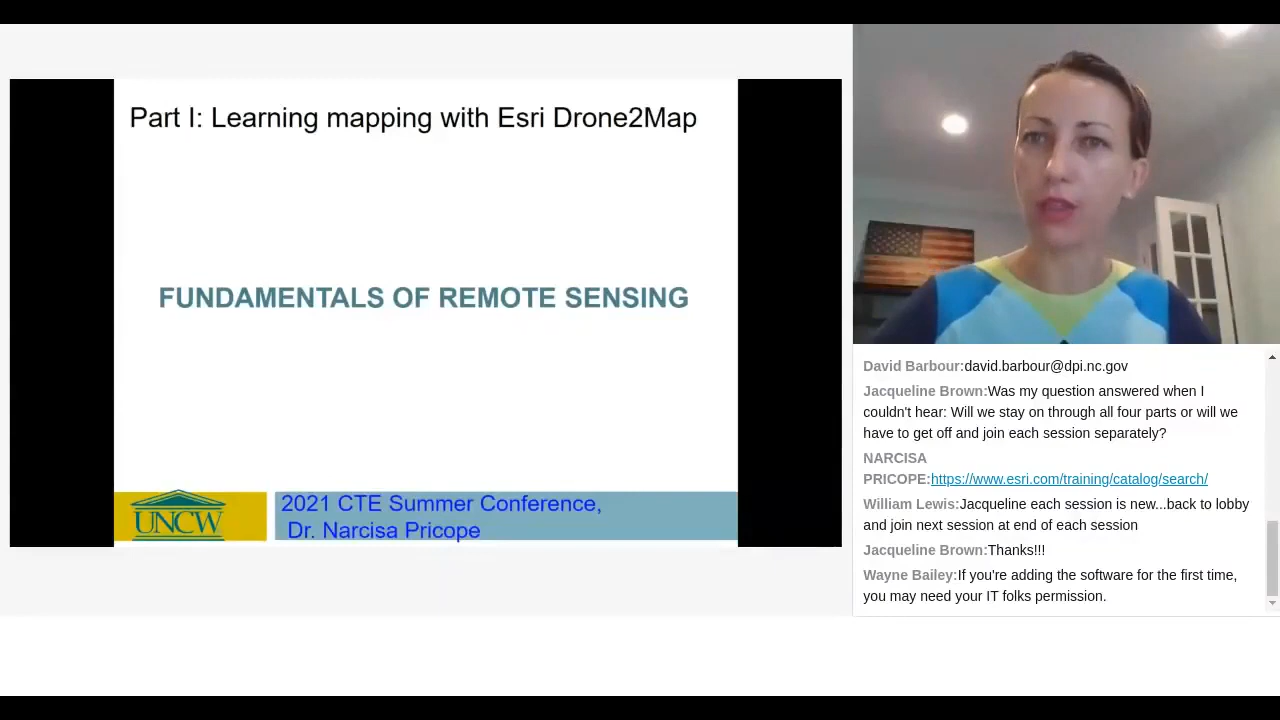 Part I: Learning mapping with Esri Drone2Map
FUNDAMENTALS OF REMOTE SENSING
UNCW
2021 CTE Summer Conference,
Dr. Narcisa Pricope
David Barbour:david.barbour@dpi.nc.gov
Jacqueline Brown:Was my question answered when I
couldn't hear: Will we stay on through all four parts or will we
have to get off and join each session separately?
NARCISA
PRICOPE:https://www.esri.com/training/catalog/search/
William Lewis:Jacqueline each session is new...back to lobby
and join next session at end of each session
Jacqueline Brown:Thanks!!!
Wayne Bailey:If you're adding the software for the first time,
you may need your IT folks permission.